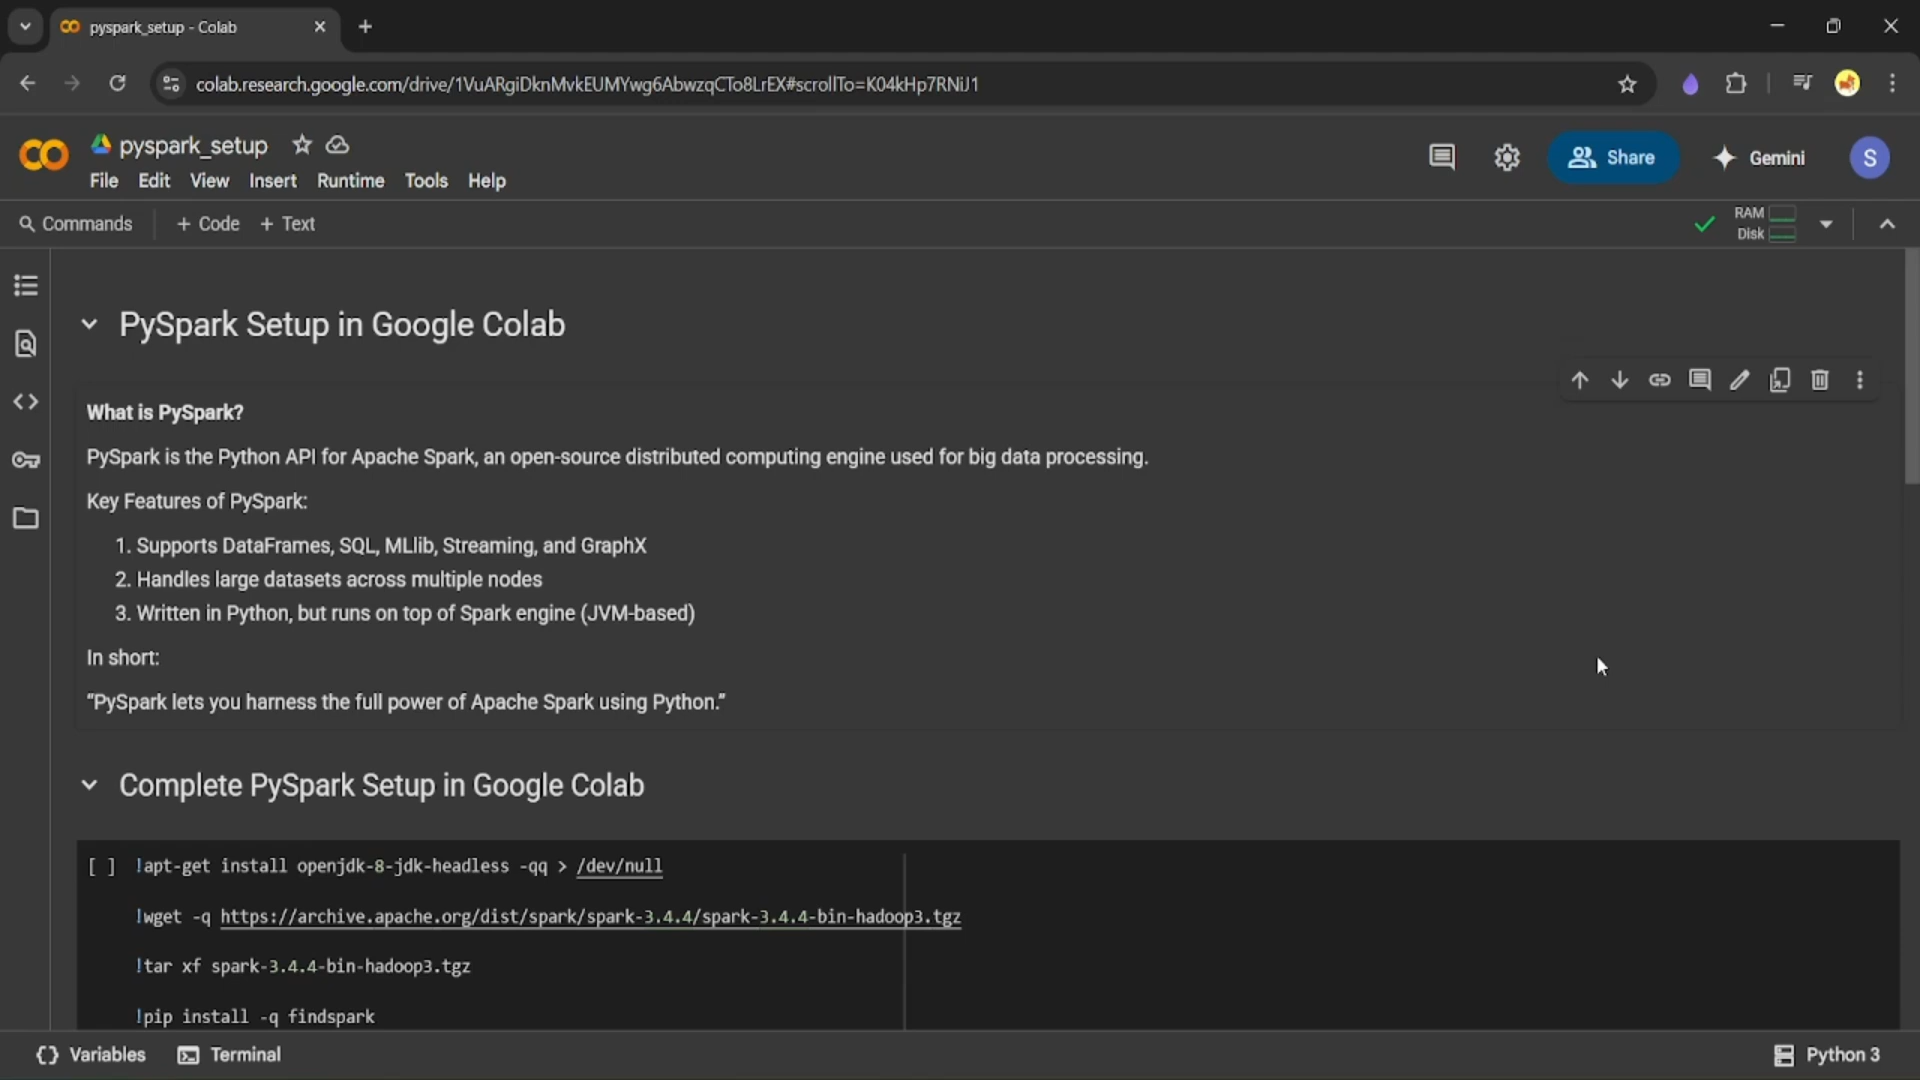 pyspark_setup - Colab
colab.research.google.com/drive/1VuARgiDknMvkEUMYwg6AbwzqCTo8LrEX#scrollTo=K04kHp7RNiJ1
pyspark_setup
File Edit View Insert Runtime Tools Help
Share
Gemini
S
Commands + Code + Text
RAM
Disk
PySpark Setup in Google Colab
What is PySpark?
PySpark is the Python API for Apache Spark, an open-source distributed computing engine used for big data processing.
Key Features of PySpark:
1. Supports DataFrames, SQL, MLlib, Streaming, and GraphX
2. Handles large datasets across multiple nodes
3. Written in Python, but runs on top of Spark engine (JVM-based)
In short:
“PySpark lets you harness the full power of Apache Spark using Python.”
Complete PySpark Setup in Google Colab
[ ] !apt-get install openjdk-8-jdk-headless -qq > /dev/null
!wget -q https://archive.apache.org/dist/spark/spark-3.4.4/spark-3.4.4-bin-hadoop3.tgz
!tar xf spark-3.4.4-bin-hadoop3.tgz
!pip install -q findspark
Variables Terminal
Python 3